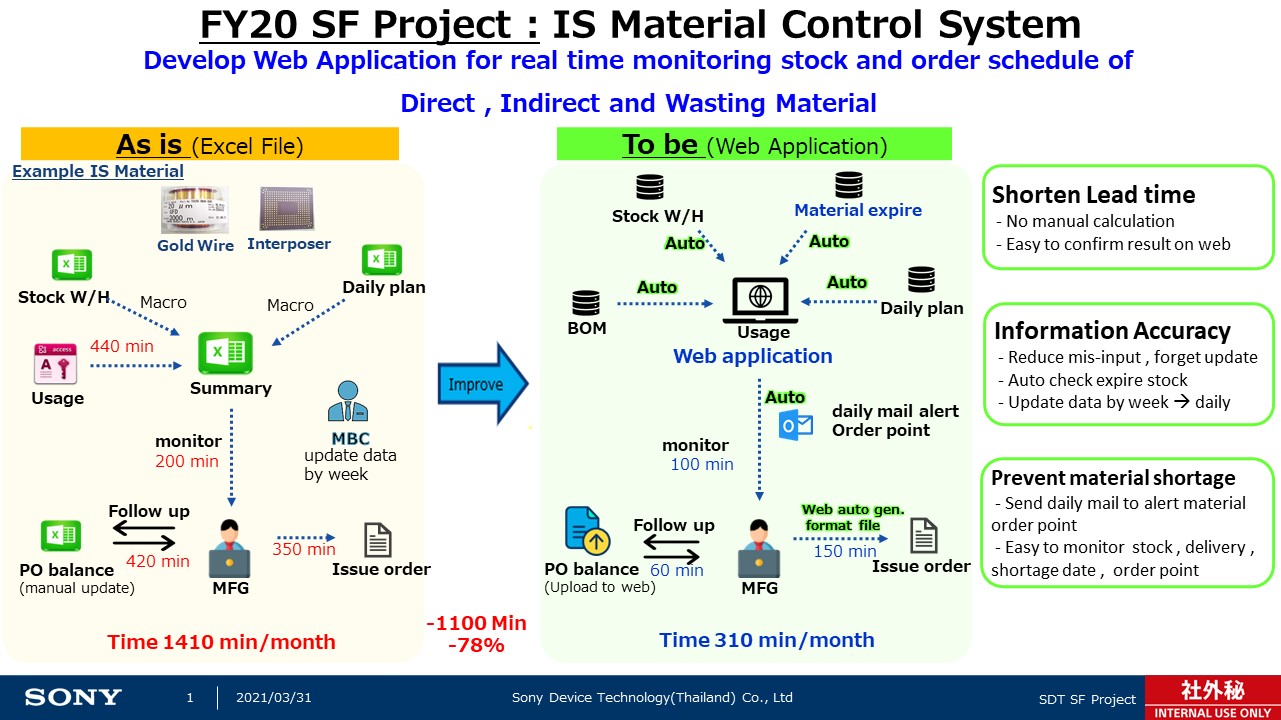 FY20 SF Project : IS Material Control System
Develop Web Application for real time monitoring stock and order schedule of
Direct , Indirect and Wasting Material
As is (Excel File)
Example IS Material
Gold Wire
Interposer
Stock W/H
Macro
Macro
Daily plan
access
Usage
440 min
Summary
monitor
200 min
MBC
update data
by week
Follow up
420 min
PO balance
(manual update)
MFG
350 min
Issue order
Time 1410 min/month
Improve
-1100 Min
-78%
To be (Web Application)
Stock W/H
Material expire
Auto
Auto
Auto
Auto
BOM
Daily plan
Usage
Web application
Auto
daily mail alert
Order point
monitor
100 min
Web auto gen.
format file
Follow up
60 min
150 min
PO balance
(Upload to web)
MFG
Issue order
Time 310 min/month
Shorten Lead time
- No manual calculation
- Easy to confirm result on web
Information Accuracy
- Reduce mis-input , forget update
- Auto check expire stock
- Update data by week → daily
Prevent material shortage
- Send daily mail to alert material
order point
- Easy to monitor stock , delivery ,
shortage date , order point
SONY
1
2021/03/31
Sony Device Technology(Thailand) Co., Ltd
SDT SF Project
社外秘
INTERNAL USE ONLY